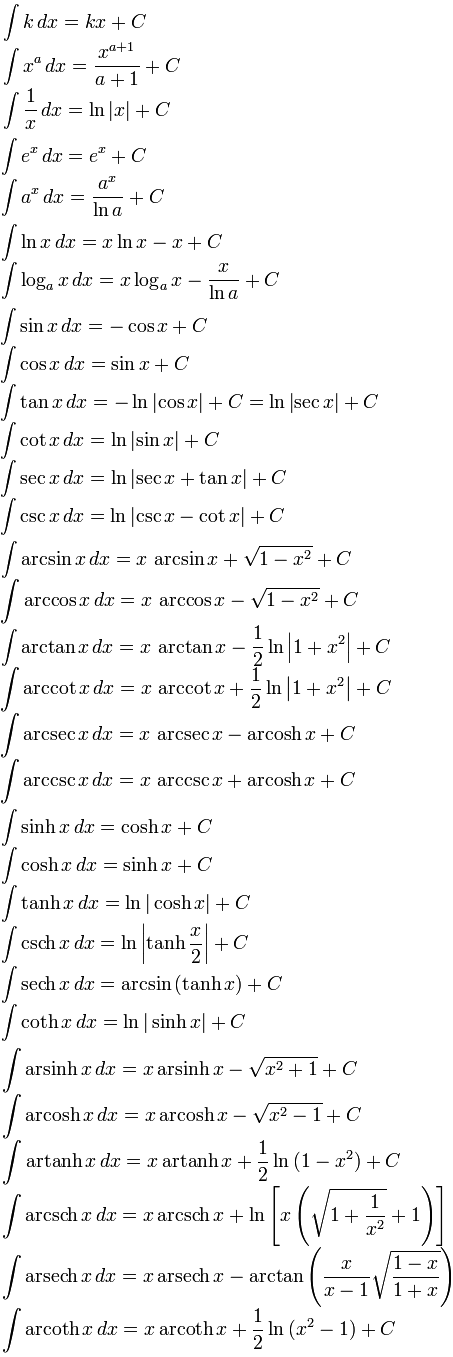 ∫ k dx = kx + C
∫ x^a dx = x^(a+1)/(a + 1) + C
∫ 1/x dx = ln |x| + C
∫ e^x dx = e^x + C
∫ a^x dx = a^x/(ln a) + C
∫ ln x dx = x ln x − x + C
∫ log_a x dx = x log_a x − x/(ln a) + C
∫ sin x dx = − cos x + C
∫ cos x dx = sin x + C
∫ tan x dx = − ln |cos x| + C = ln |sec x| + C
∫ cot x dx = ln |sin x| + C
∫ sec x dx = ln |sec x + tan x| + C
∫ csc x dx = ln |csc x − cot x| + C
∫ arcsin x dx = x arcsin x + √(1 − x²) + C
∫ arccos x dx = x arccos x − √(1 − x²) + C
∫ arctan x dx = x arctan x − 1/2 ln |1 + x²| + C
∫ arccot x dx = x arccot x + 1/2 ln |1 + x²| + C
∫ arcsec x dx = x arcsec x − arcosh x + C
∫ arccsc x dx = x arccsc x + arcosh x + C
∫ sinh x dx = cosh x + C
∫ cosh x dx = sinh x + C
∫ tanh x dx = ln | cosh x| + C
∫ csch x dx = ln |tanh x/2| + C
∫ sech x dx = arcsin (tanh x) + C
∫ coth x dx = ln | sinh x| + C
∫ arsinh x dx = x arsinh x − √(x² + 1) + C
∫ arcosh x dx = x arcosh x − √(x² − 1) + C
∫ artanh x dx = x artanh x + 1/2 ln (1 − x²) + C
∫ arcsch x dx = x arcsch x + ln [x (√(1 + 1/x²) + 1)]
∫ arsech x dx = x arsech x − arctan (x/(x − 1) √((1 − x)/(1 + x)))
∫ arcoth x dx = x arcoth x + 1/2 ln (x² − 1) + C